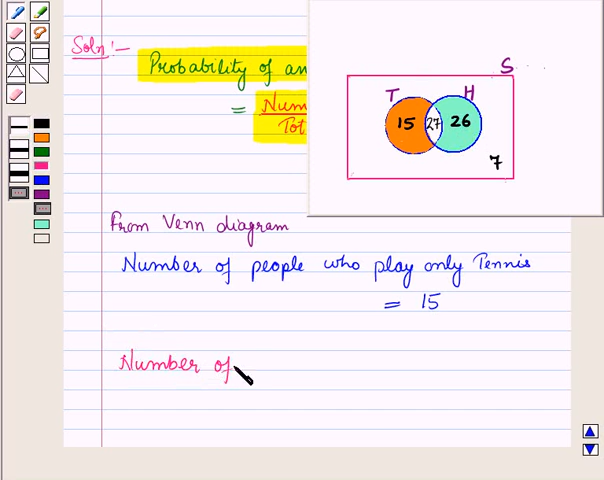 Soln :-
Probability of an
= Num
Tot
S
T H
15 27 26
7
From Venn diagram
Number of people who play only Tennis
= 15
Number of